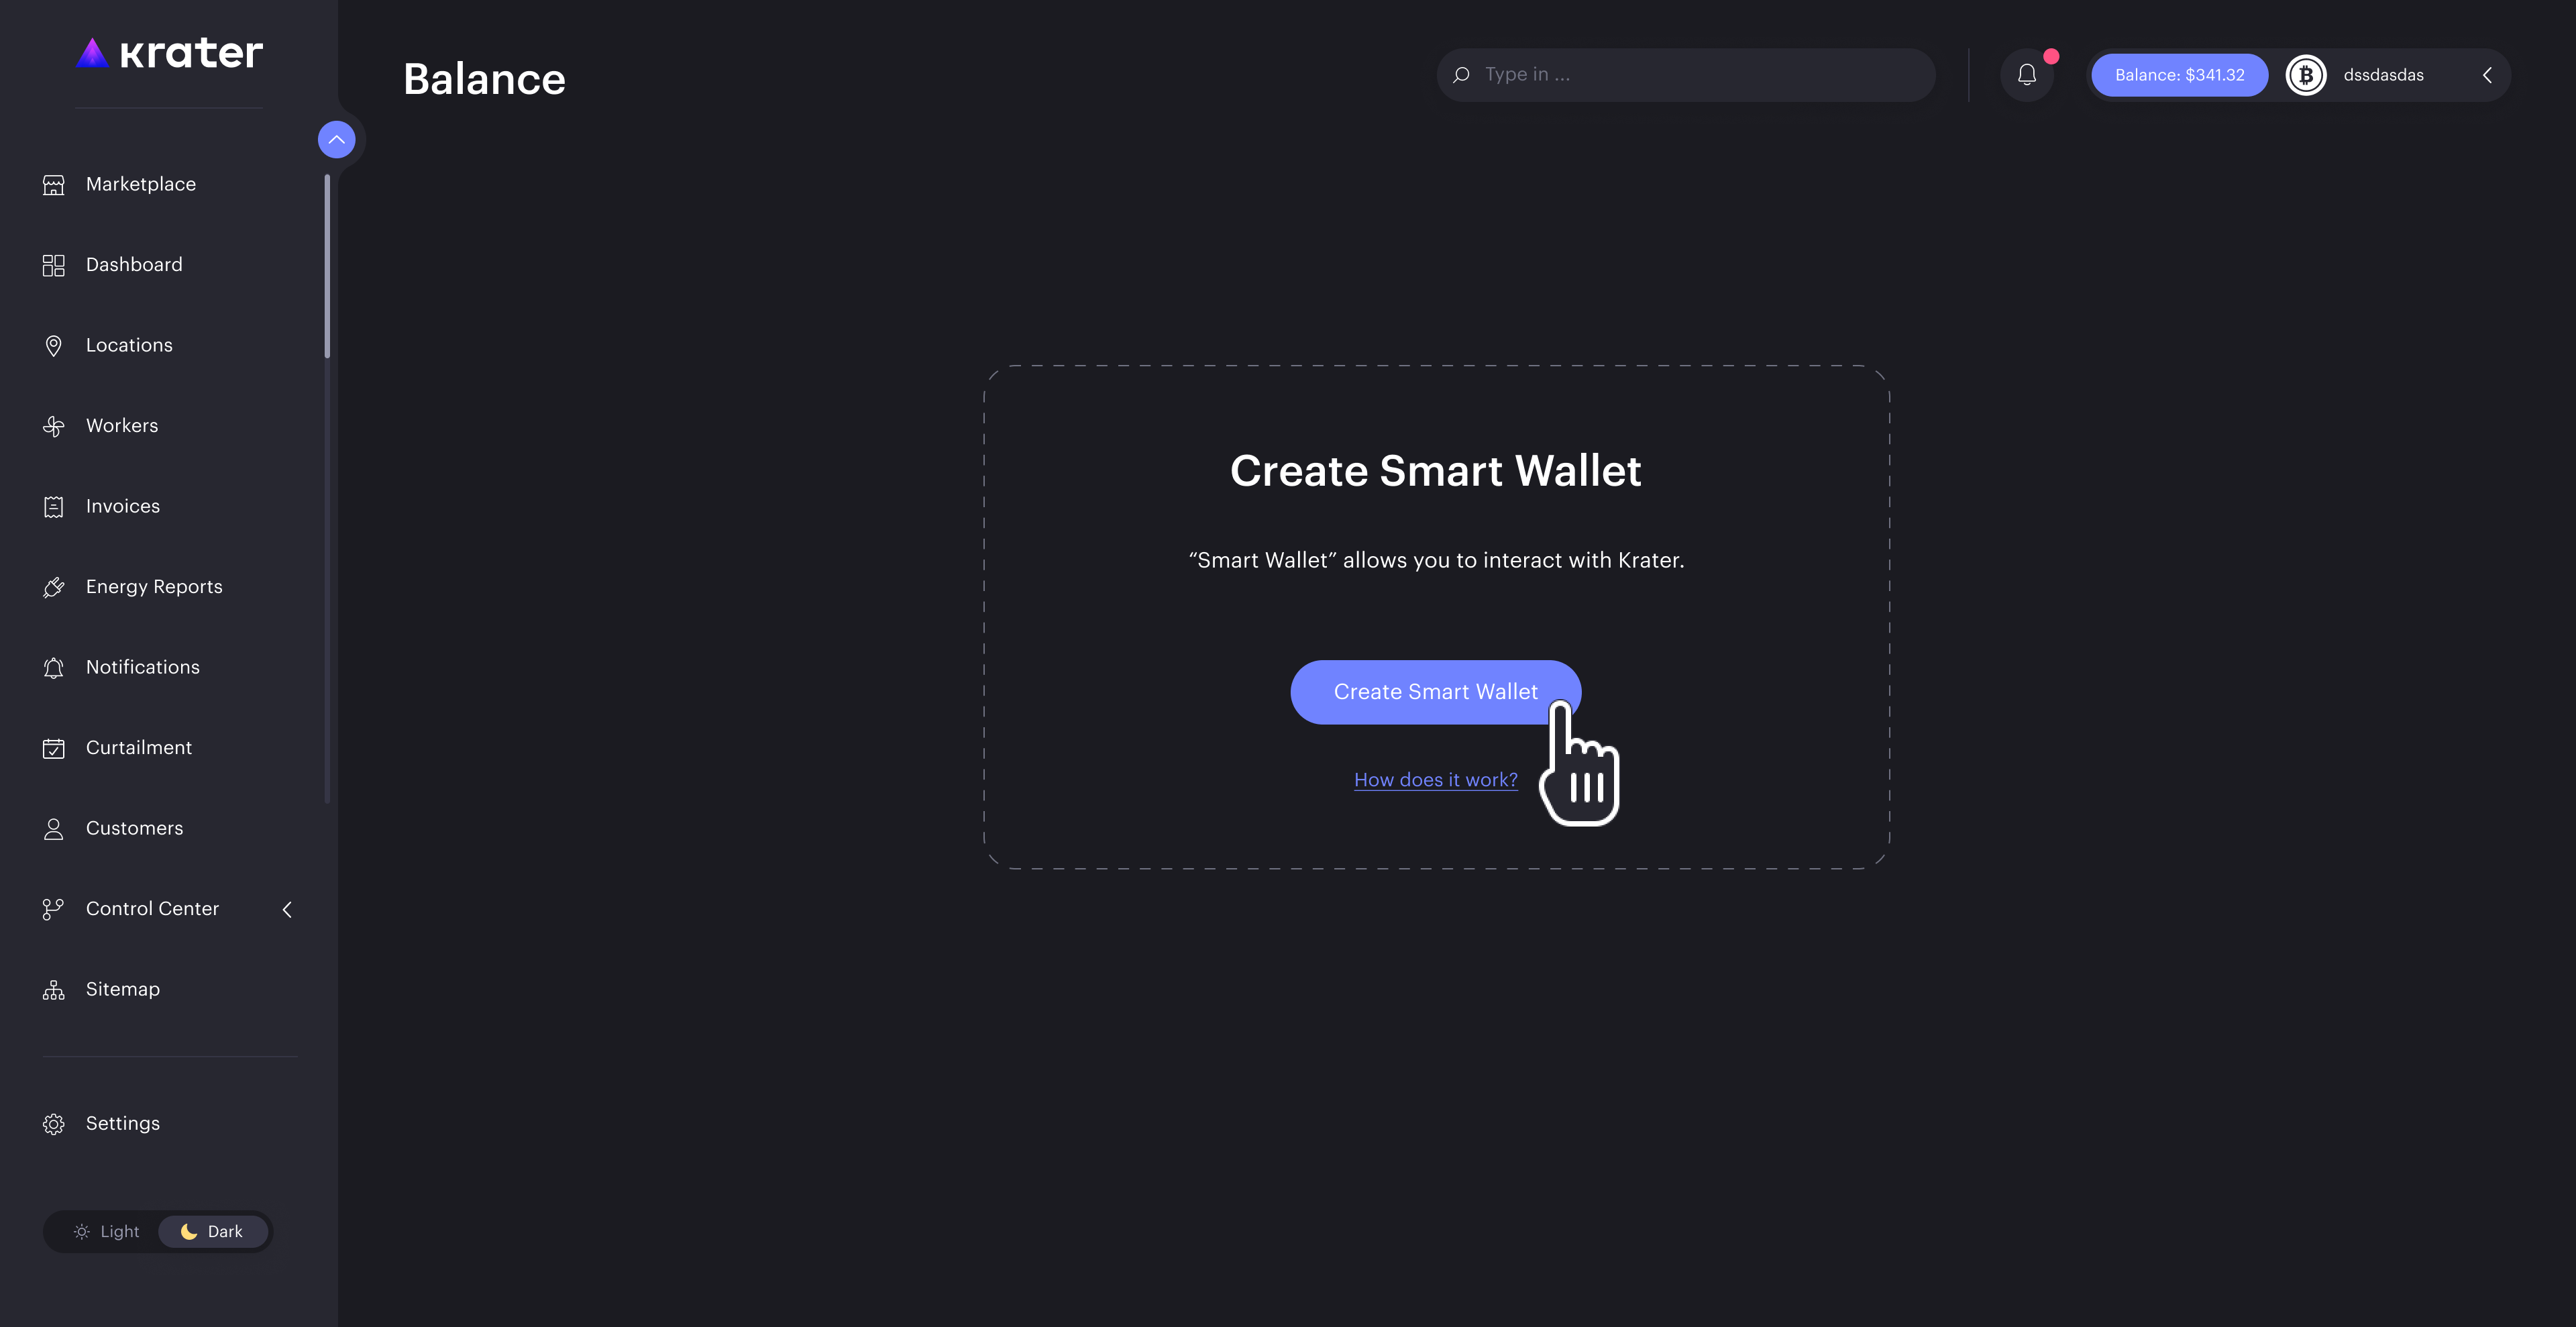 krater
Balance
Type in ...
Balance: $341.32
dssdasdas
Marketplace
Dashboard
Locations
Workers
Invoices
Energy Reports
Notifications
Curtailment
Customers
Control Center
Sitemap
Settings
Light
Dark
Create Smart Wallet
“Smart Wallet” allows you to interact with Krater.
Create Smart Wallet
How does it work?